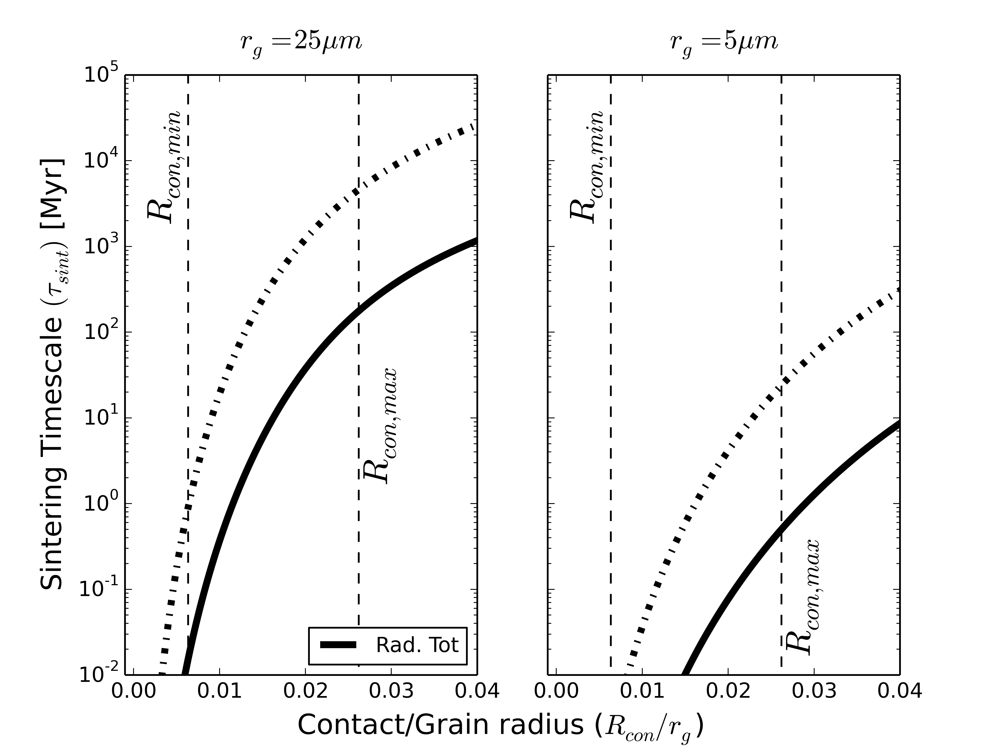 r_g =25μm
r_g =5μm
Sintering Timescale (τ_sint) [Myr]
10^5
10^4
10^3
10^2
10^1
10^0
10^-1
10^-2
R_con,min
R_con,max
Rad. Tot
R_con,min
R_con,max
0.00 0.01 0.02 0.03 0.04
0.00 0.01 0.02 0.03 0.04
Contact/Grain radius (R_con/r_g)